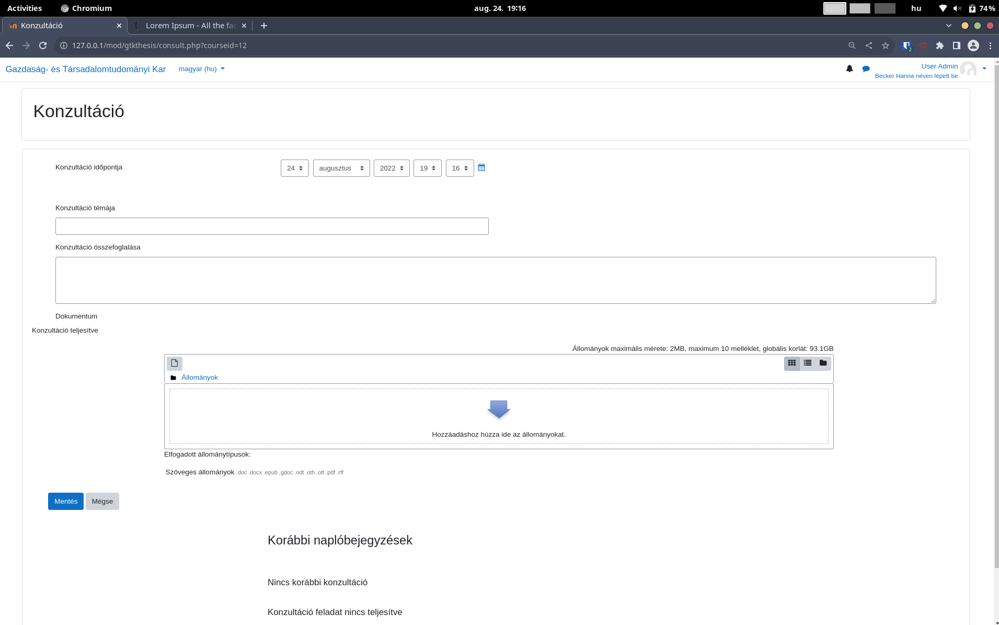 Activities Chromium aug. 24. 19:16 hu 74%
Konzultáció Lorem Ipsum - All the fac
127.0.0.1/mod/gtkthesis/consult.php?courseid=12 2
Gazdaság- és Társadalomtudományi Kar magyar (hu) User Admin
Becker Hanna néven lépett be
Konzultáció
Konzultáció időpontja 24 augusztus 2022 19 16
Konzultáció témája
Konzultáció összefoglalása
Dokumentum
Konzultáció teljesítve
Állományok maximális mérete: 2MB, maximum 10 melléklet, globális korlát: 93.1GB
Állományok
Hozzáadáshoz húzza ide az állományokat.
Elfogadott állománytípusok:
Szöveges állományok .doc .docx .epub .gdoc .odt .oth .ott .pdf .rtf
Mentés Mégse
Korábbi naplóbejegyzések
Nincs korábbi konzultáció
Konzultáció feladat nincs teljesítve